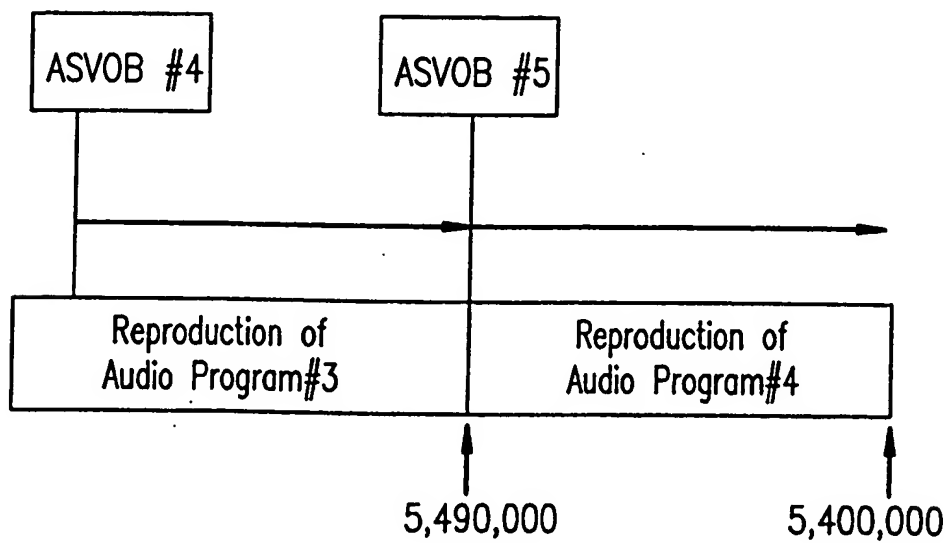 ASVOB #4
ASVOB #5
Reproduction of
Audio Program#3
Reproduction of
Audio Program#4
5,490,000
5,400,000